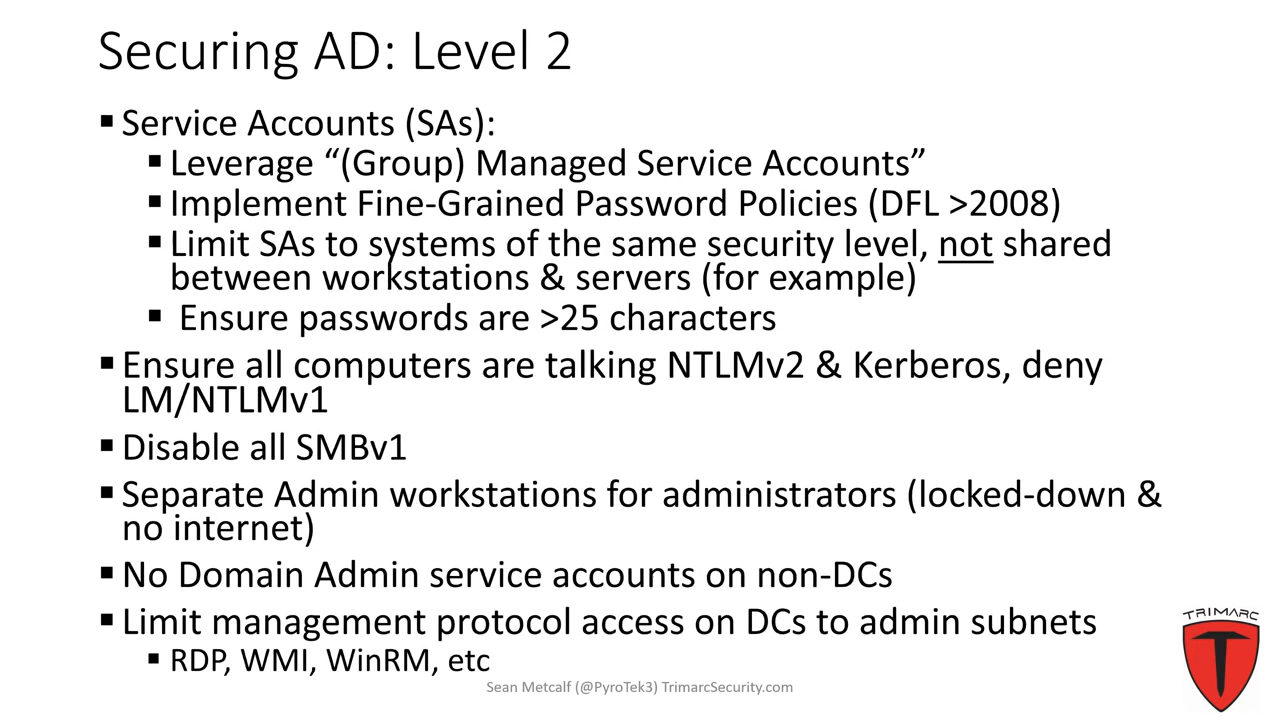 Securing AD: Level 2
▪ Service Accounts (SAs):
▪ Leverage “(Group) Managed Service Accounts”
▪ Implement Fine-Grained Password Policies (DFL >2008)
▪ Limit SAs to systems of the same security level, not shared
between workstations & servers (for example)
▪ Ensure passwords are >25 characters
▪ Ensure all computers are talking NTLMv2 & Kerberos, deny
LM/NTLMv1
▪ Disable all SMBv1
▪ Separate Admin workstations for administrators (locked-down &
no internet)
▪ No Domain Admin service accounts on non-DCs
▪ Limit management protocol access on DCs to admin subnets
▪ RDP, WMI, WinRM, etc
TRIMARC
Sean Metcalf (@PyroTek3) TrimarcSecurity.com